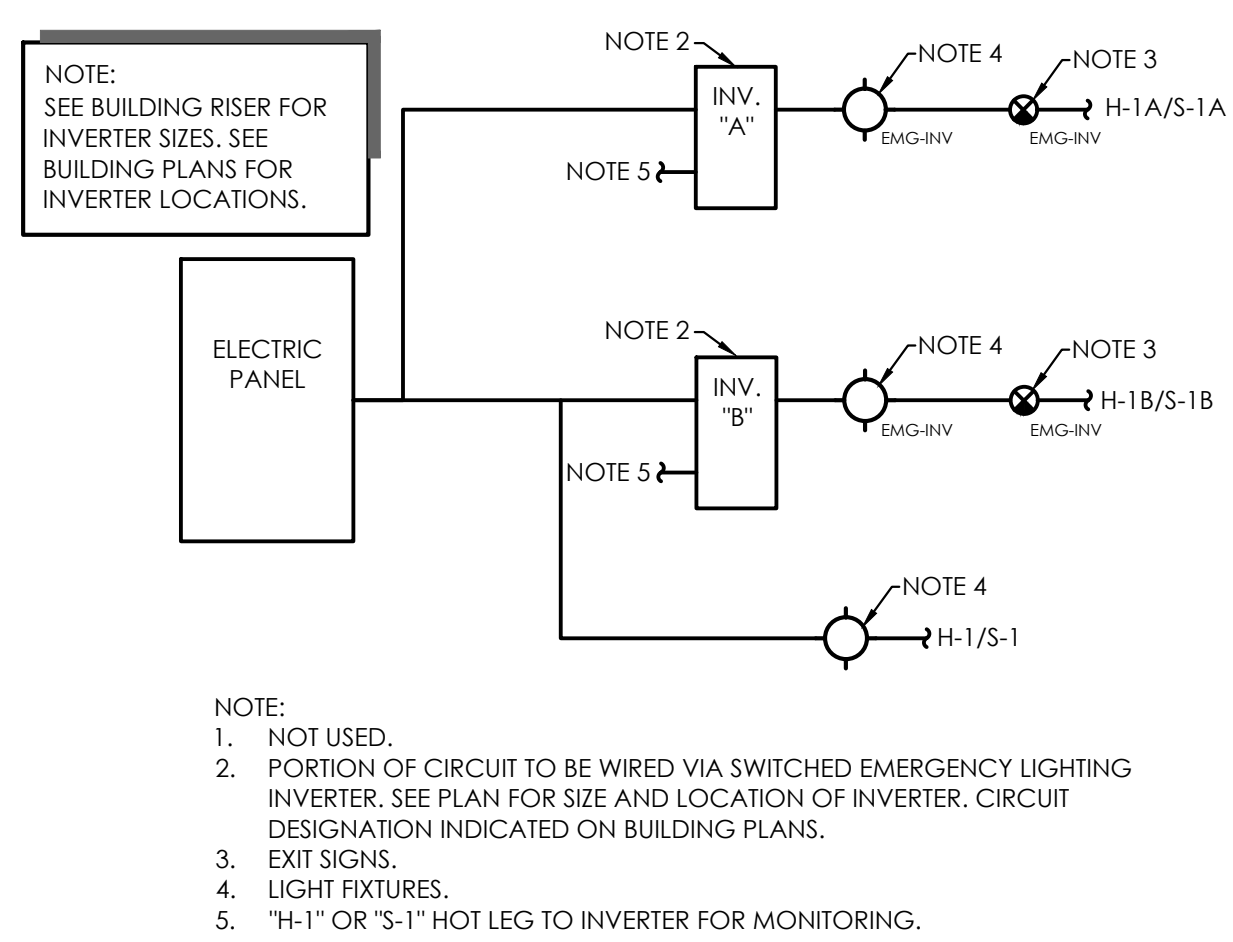 NOTE:
SEE BUILDING RISER FOR
INVERTER SIZES. SEE
BUILDING PLANS FOR
INVERTER LOCATIONS.
NOTE 2
INV.
"A"
NOTE 4
NOTE 3
H-1A/S-1A
EMG-INV
EMG-INV
NOTE 5
ELECTRIC
PANEL
NOTE 2
INV.
"B"
NOTE 4
NOTE 3
H-1B/S-1B
EMG-INV
EMG-INV
NOTE 5
NOTE 4
H-1/S-1
NOTE:
1. NOT USED.
2. PORTION OF CIRCUIT TO BE WIRED VIA SWITCHED EMERGENCY LIGHTING
INVERTER. SEE PLAN FOR SIZE AND LOCATION OF INVERTER. CIRCUIT
DESIGNATION INDICATED ON BUILDING PLANS.
3. EXIT SIGNS.
4. LIGHT FIXTURES.
5. "H-1" OR "S-1" HOT LEG TO INVERTER FOR MONITORING.